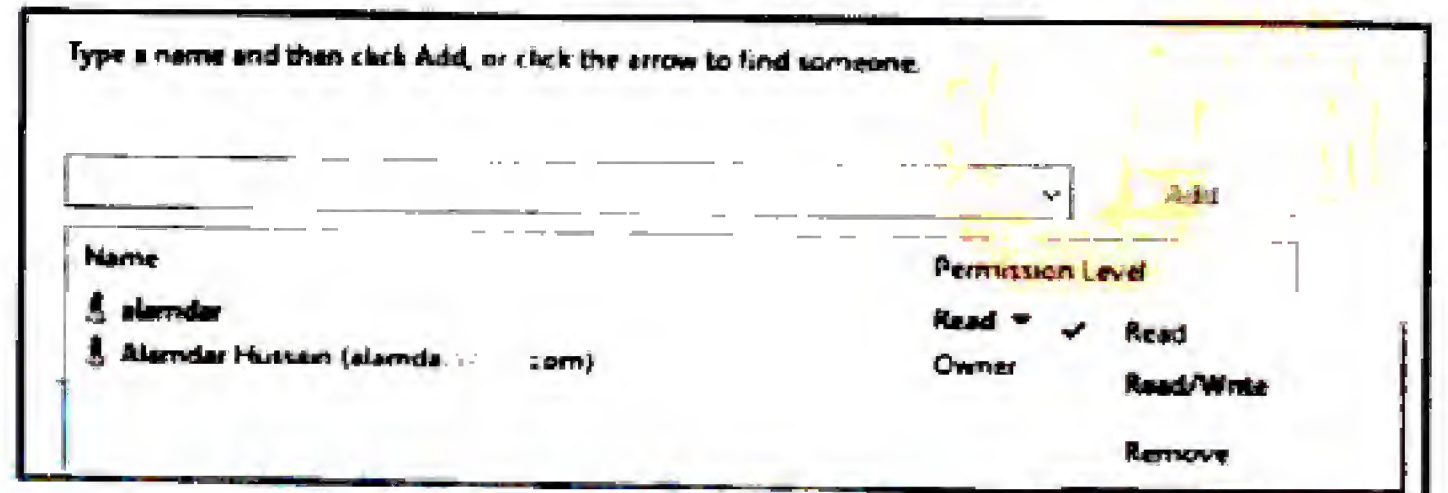 Type a name and then click Add, or click the arrow to find someone.
Add
Name
Permission Level
alamdar
Read
Read
Alamdar Hussain (alamda com)
Owner
Read/Write
Remove